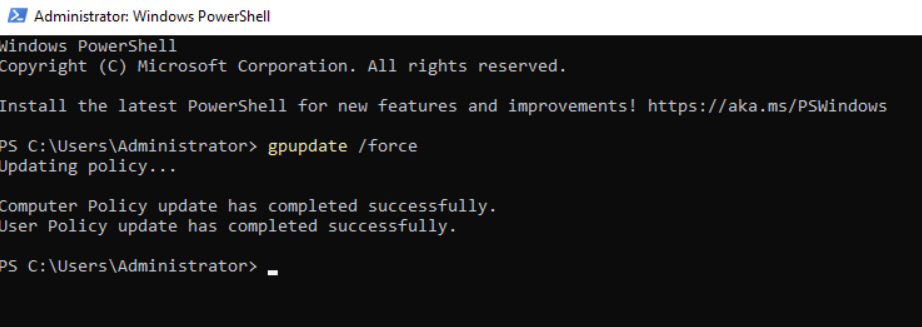 Administrator: Windows PowerShell
Windows PowerShell
Copyright (C) Microsoft Corporation. All rights reserved.
Install the latest PowerShell for new features and improvements! https://aka.ms/PSWindows
PS C:\Users\Administrator> gpupdate /force
Updating policy...
Computer Policy update has completed successfully.
User Policy update has completed successfully.
PS C:\Users\Administrator>